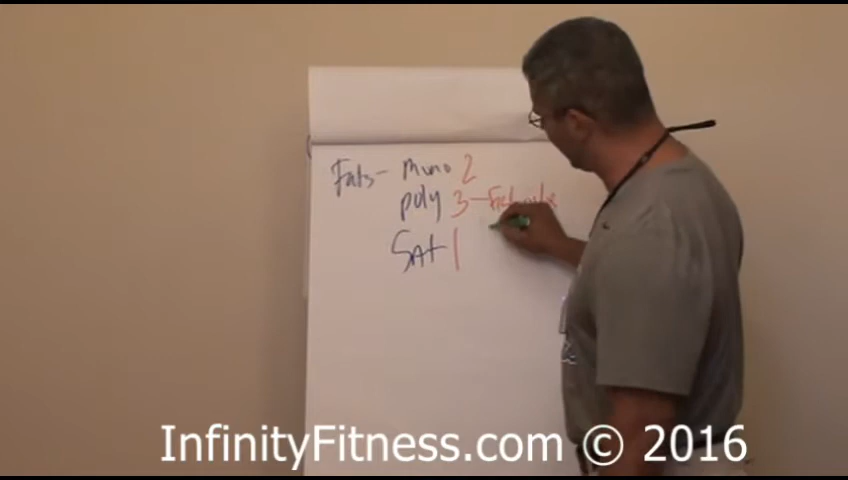 Fats- Mono 2
poly 3 -
SAt 1
InfinityFitness.com © 2016